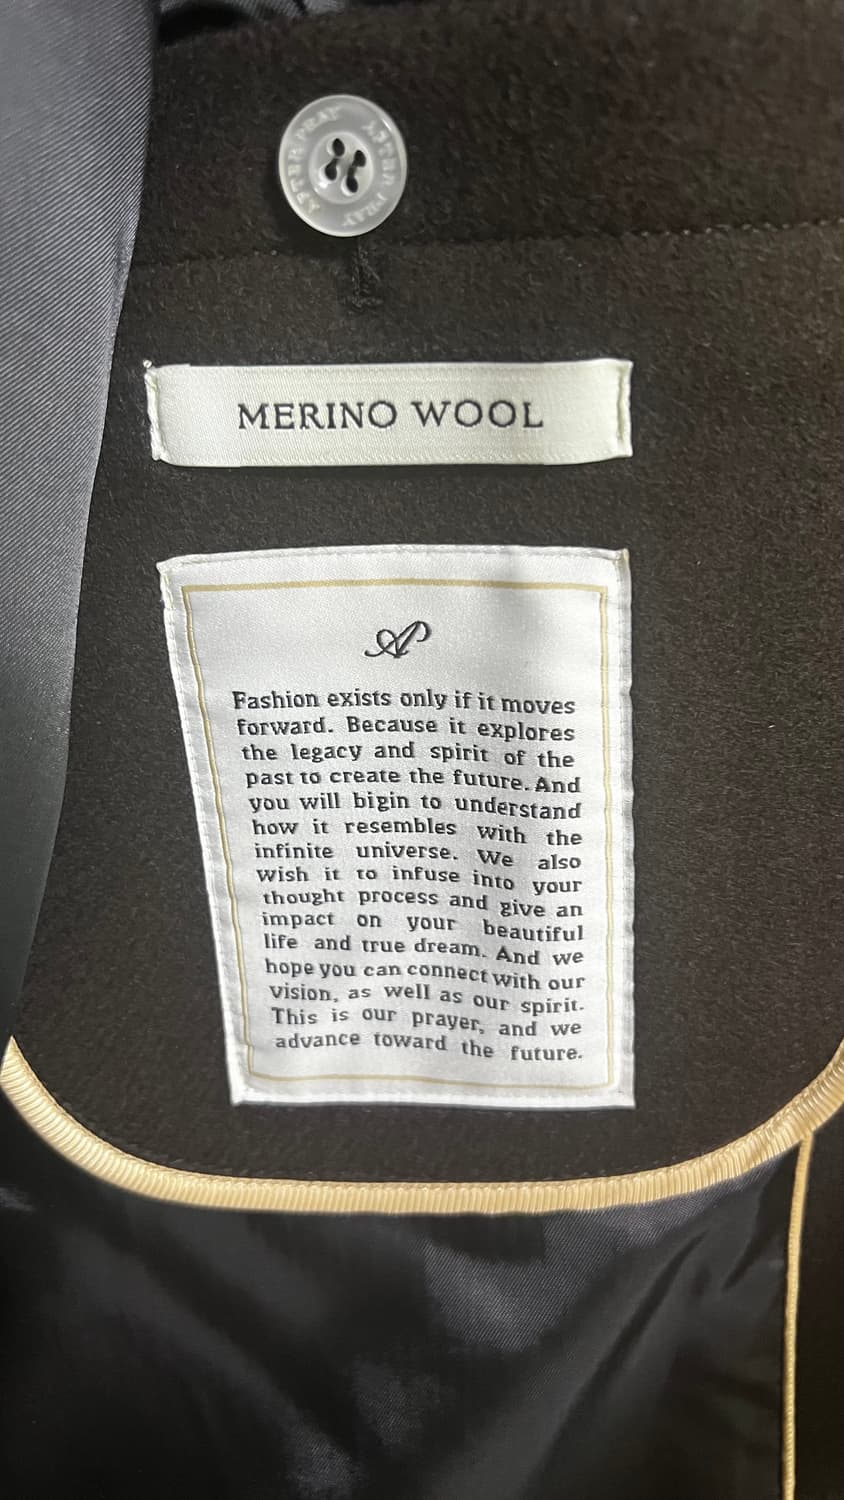 AFTER PRAY AFTER PRAY
MERINO WOOL
AP
Fashion exists only if it moves
forward. Because it explores
the legacy and spirit of the
past to create the future. And
you will bigin to understand
how it resembles with the
infinite universe. We also
wish it to infuse into your
thought process and give an
impact on your beautiful
life and true dream. And we
hope you can connect with our
vision, as well as our spirit.
This is our prayer, and we
advance toward the future.